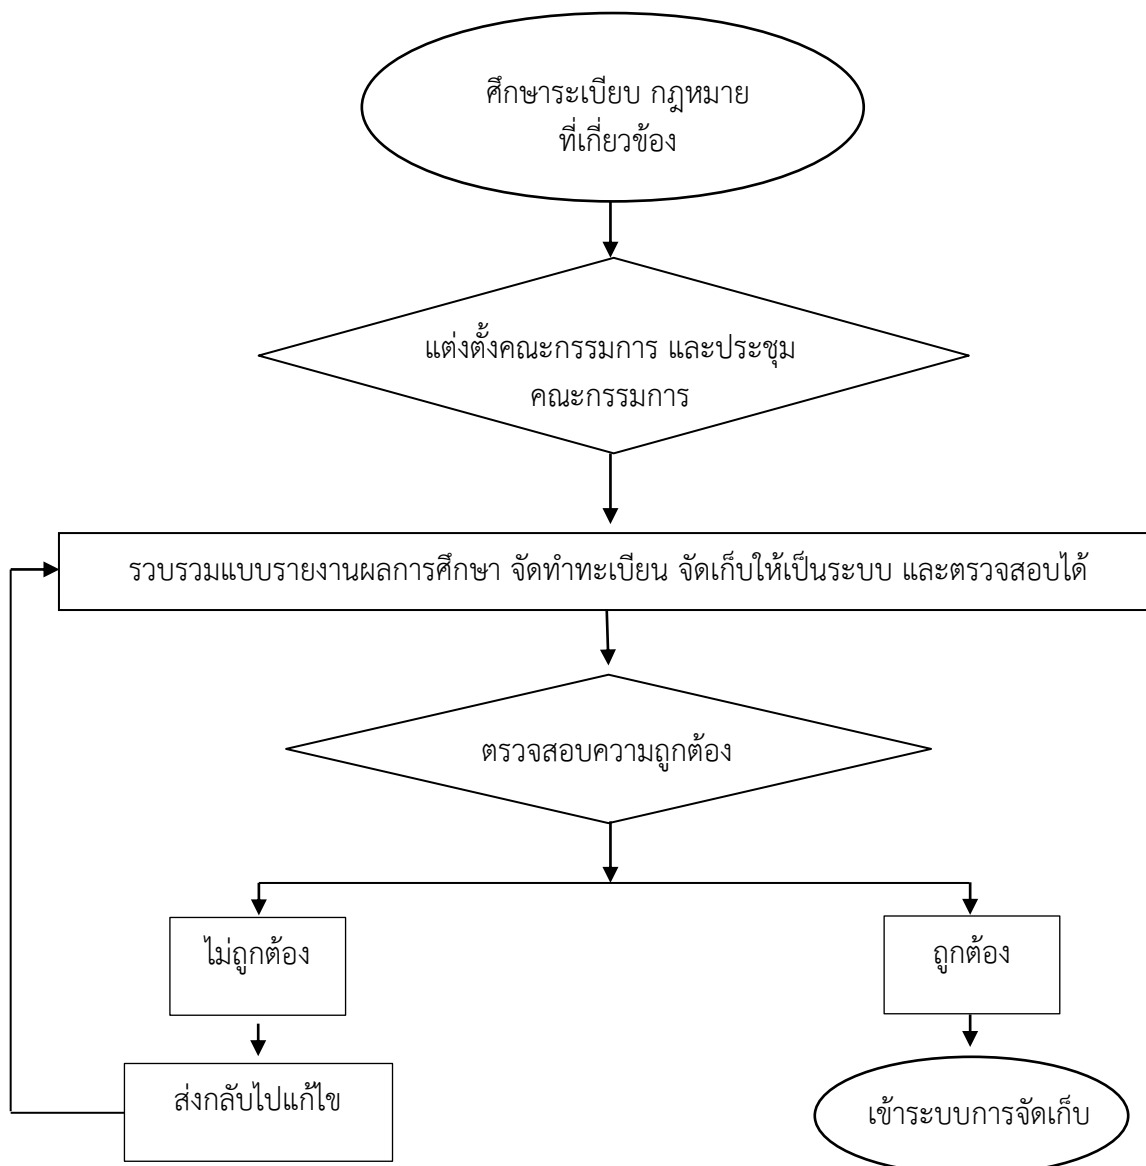 ศึกษาระเบียบ กฎหมาย
ที่เกี่ยวข้อง
แต่งตั้งคณะกรรมการ และประชุม
คณะกรรมการ
รวบรวมแบบรายงานผลการศึกษา จัดทำทะเบียน จัดเก็บให้เป็นระบบ และตรวจสอบได้
ตรวจสอบความถูกต้อง
ไม่ถูกต้อง
ถูกต้อง
ส่งกลับไปแก้ไข
เข้าระบบการจัดเก็บ